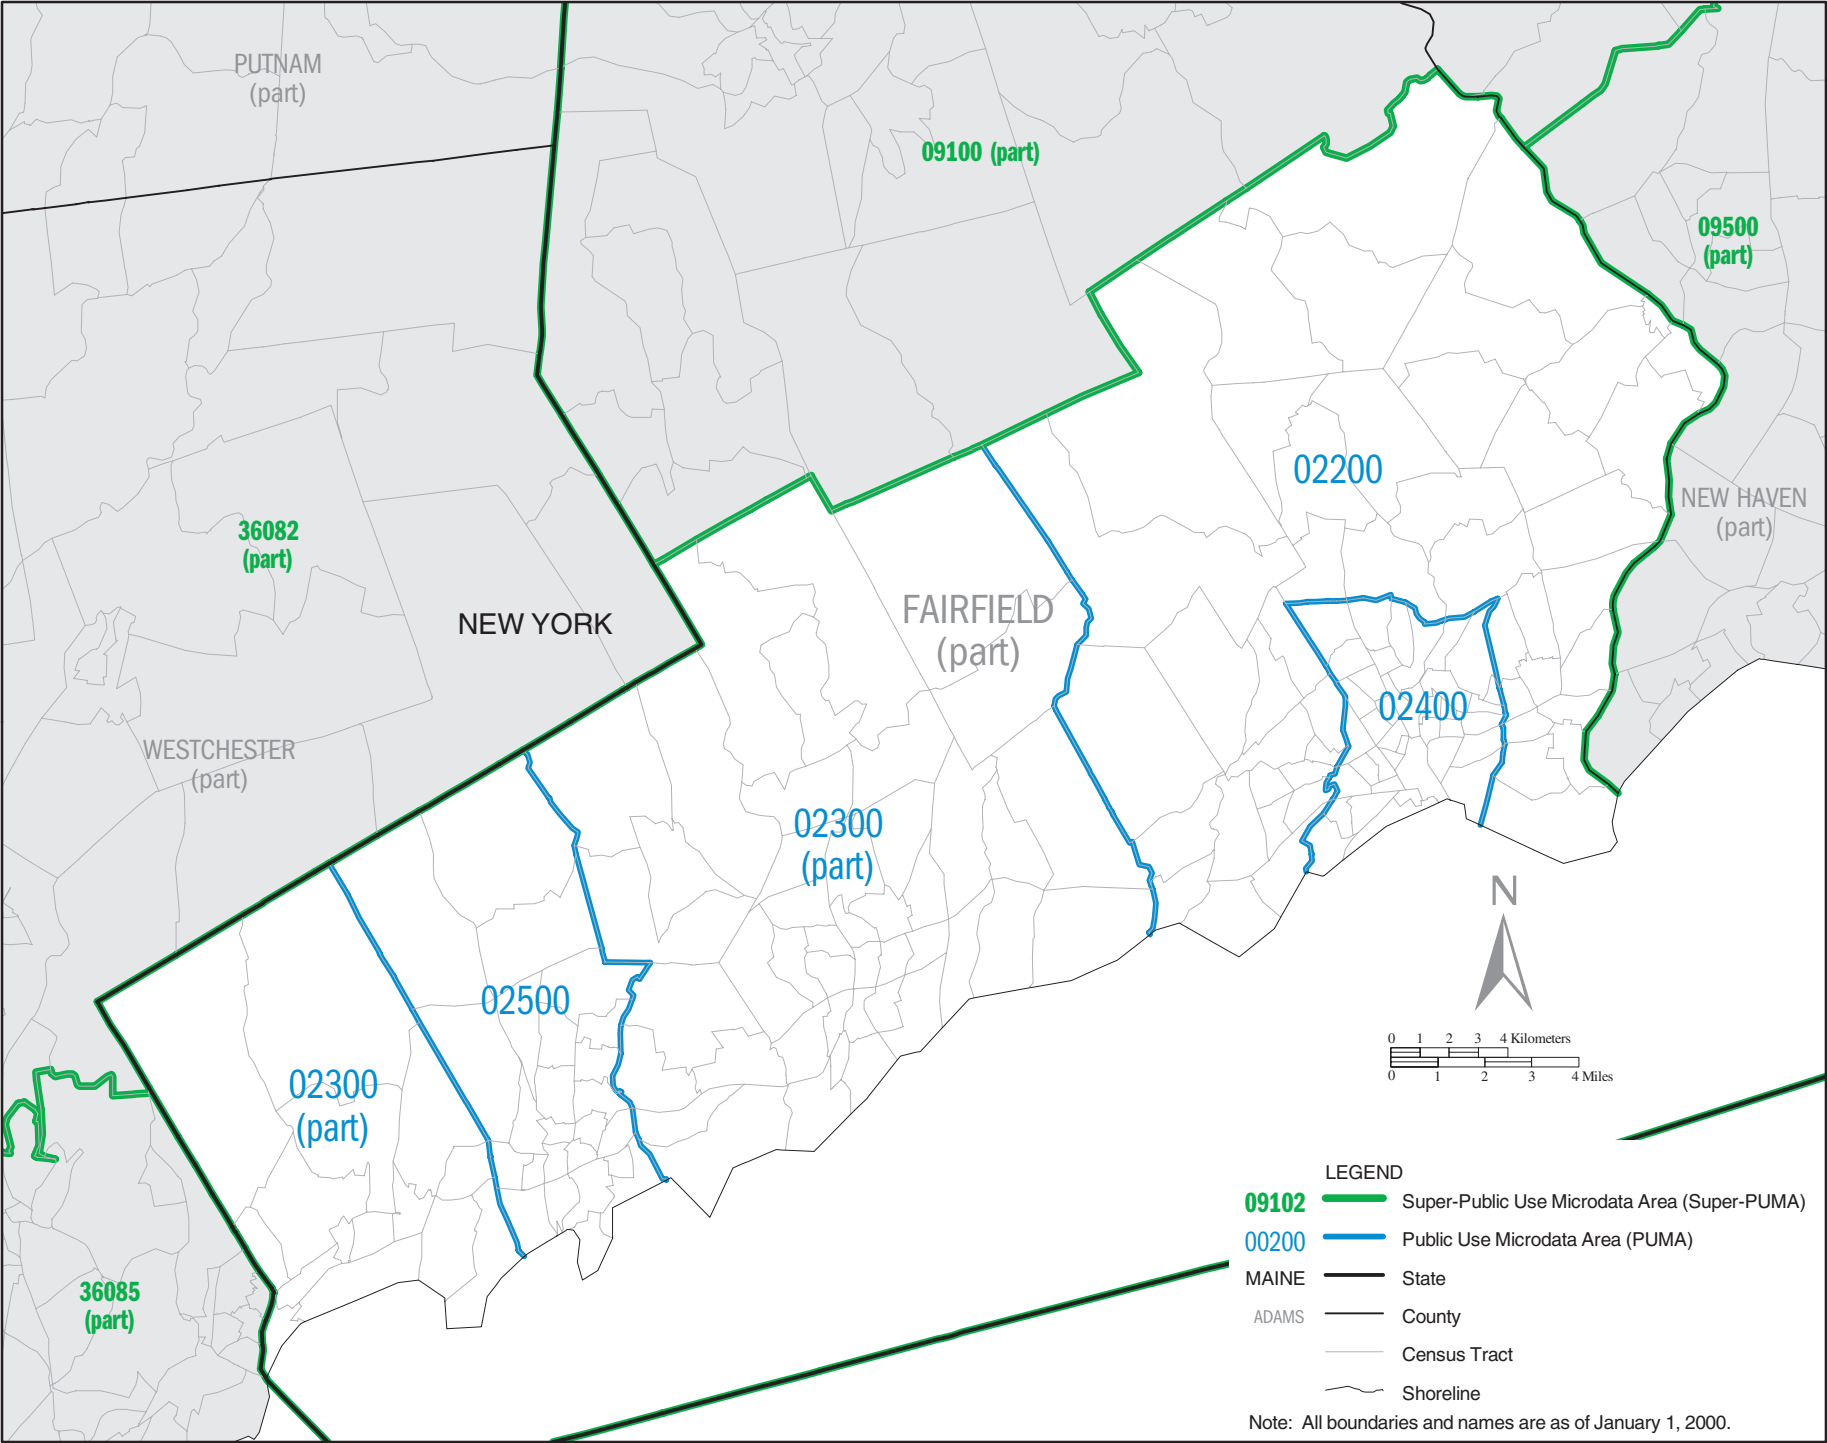 PUTNAM
(part)
09100 (part)
09500
(part)
02200
NEW HAVEN
(part)
36082
(part)
NEW YORK
FAIRFIELD
(part)
02400
WESTCHESTER
(part)
02300
(part)
02500
02300
(part)
36085
(part)
N
0 1 2 3 4 Kilometers
0 1 2 3 4 Miles
LEGEND
09102 Super-Public Use Microdata Area (Super-PUMA)
00200 Public Use Microdata Area (PUMA)
MAINE State
ADAMS County
Census Tract
Shoreline
Note: All boundaries and names are as of January 1, 2000.